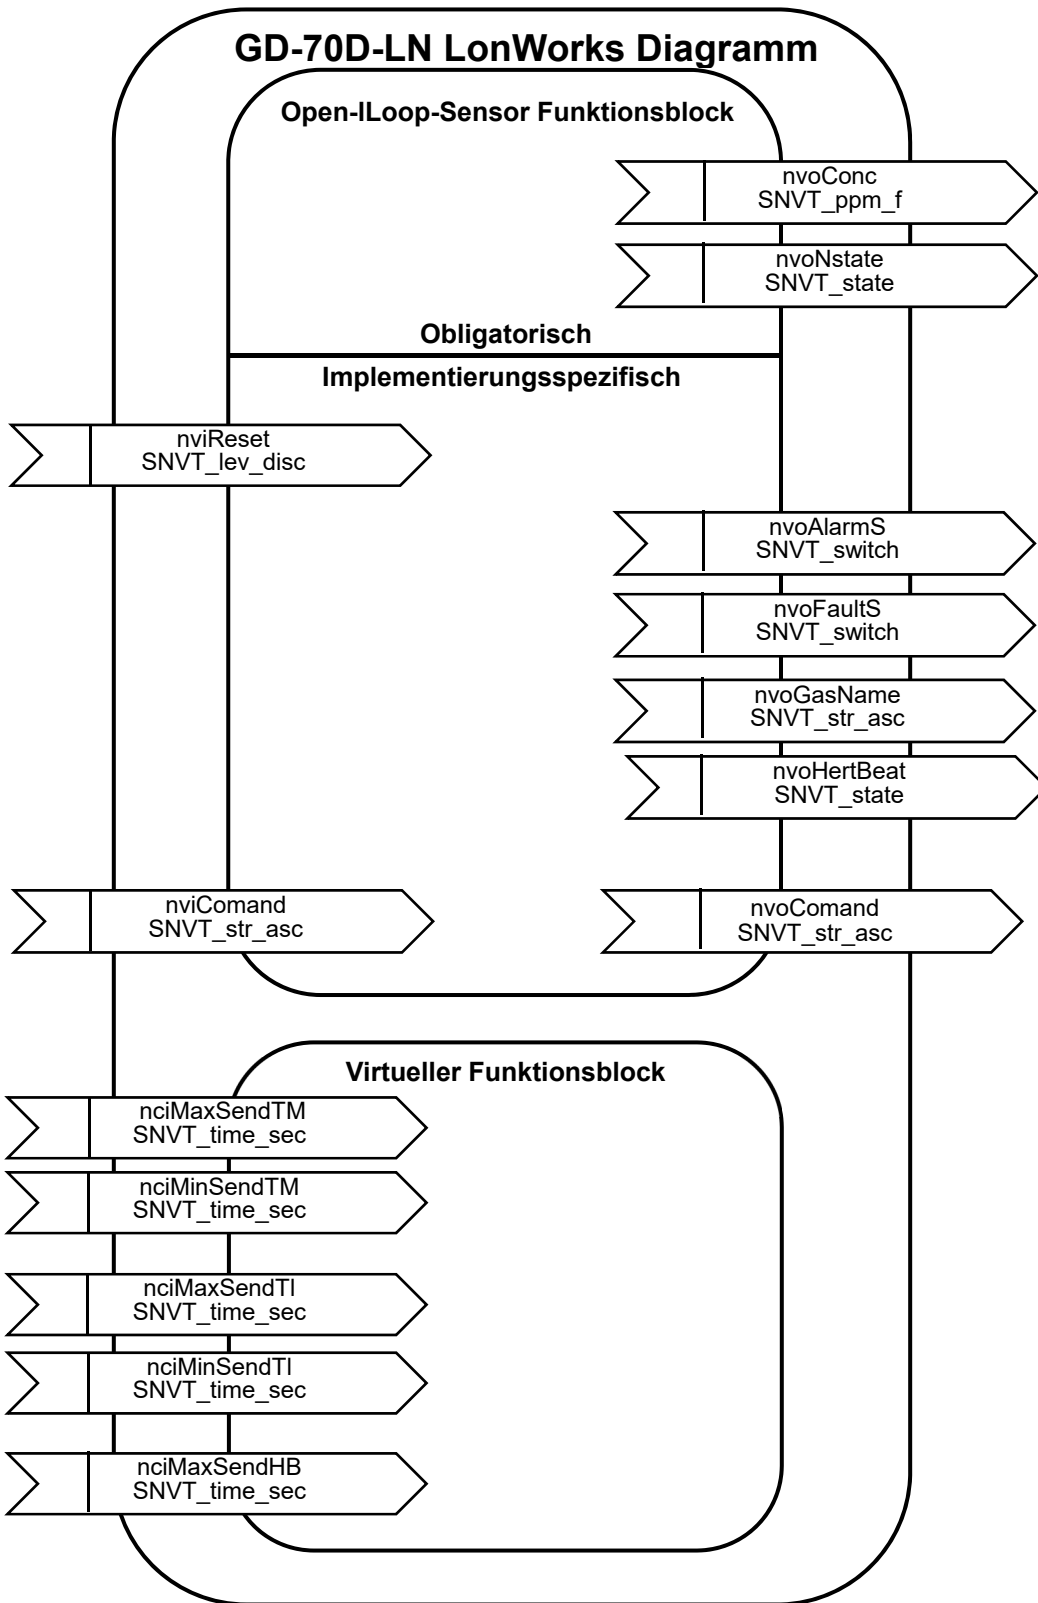 GD-70D-LN LonWorks Diagramm
Open-lLoop-Sensor Funktionsblock
nvoConc
SNVT_ppm_f
nvoNstate
SNVT_state
Obligatorisch
Implementierungsspezifisch
nviReset
SNVT_lev_disc
nvoAlarmS
SNVT_switch
nvoFaultS
SNVT_switch
nvoGasName
SNVT_str_asc
nvoHertBeat
SNVT_state
nviComand
SNVT_str_asc
nvoComand
SNVT_str_asc
Virtueller Funktionsblock
nciMaxSendTM
SNVT_time_sec
nciMinSendTM
SNVT_time_sec
nciMaxSendTI
SNVT_time_sec
nciMinSendTI
SNVT_time_sec
nciMaxSendHB
SNVT_time_sec